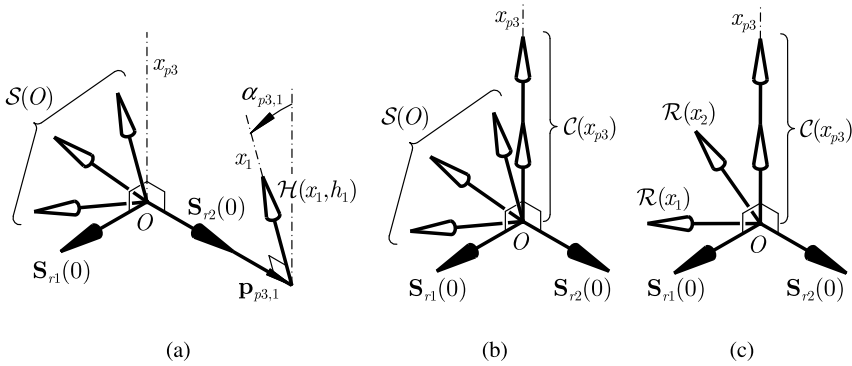 x_{p3}
S(O)
α_{p3,1}
x_1
H(x_1, h_1)
S_{r2}(0)
O
S_{r1}(0)
p_{p3,1}
(a)
x_{p3}
S(O)
C(x_{p3})
O
S_{r1}(0)
S_{r2}(0)
(b)
x_{p3}
R(x_2)
C(x_{p3})
R(x_1)
O
S_{r1}(0)
S_{r2}(0)
(c)